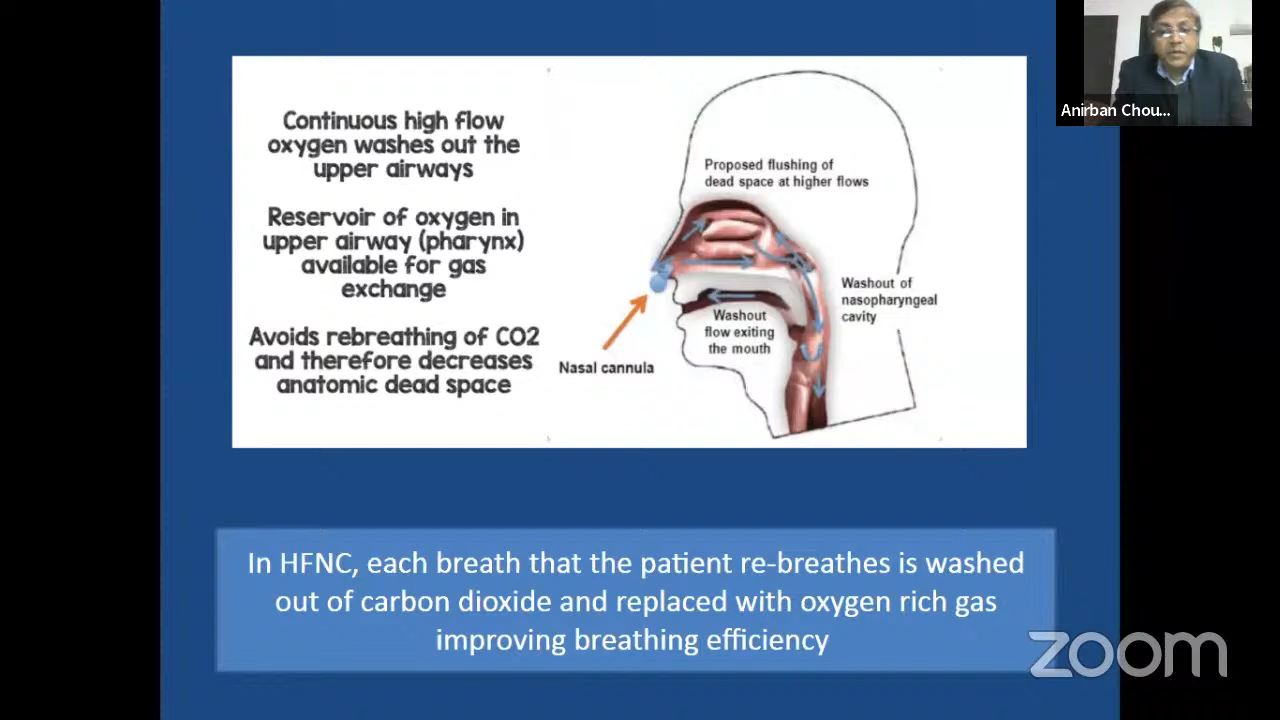 Anirban Chou...
Continuous high flow
oxygen washes out the
upper airways
Reservoir of oxygen in
upper airway (pharynx)
available for gas
exchange
Avoids rebreathing of CO2
and therefore decreases
anatomic dead space
Proposed flushing of
dead space at higher flows
Washout of
nasopharyngeal
cavity
Washout
flow exiting
the mouth
Nasal cannula
In HFNC, each breath that the patient re-breathes is washed
out of carbon dioxide and replaced with oxygen rich gas
improving breathing efficiency
zoom